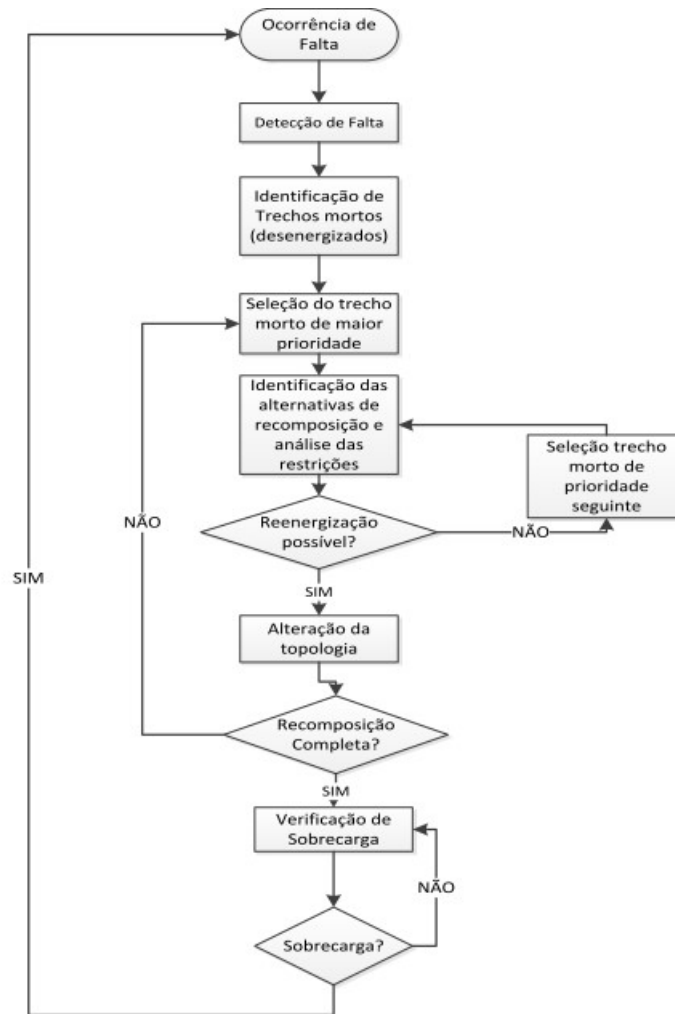 Ocorrência de
Falta
Detecção de Falta
Identificação de
Trechos mortos
(desenergizados)
Seleção do trecho
morto de maior
prioridade
Identificação das
alternativas de
recomposição e
análise das
restrições
Seleção trecho
morto de
prioridade
seguinte
Reenergização
possível?
NÃO
NÃO
SIM
SIM
Alteração da
topologia
Recomposição
Completa?
SIM
Verificação de
Sobrecarga
NÃO
Sobrecarga?